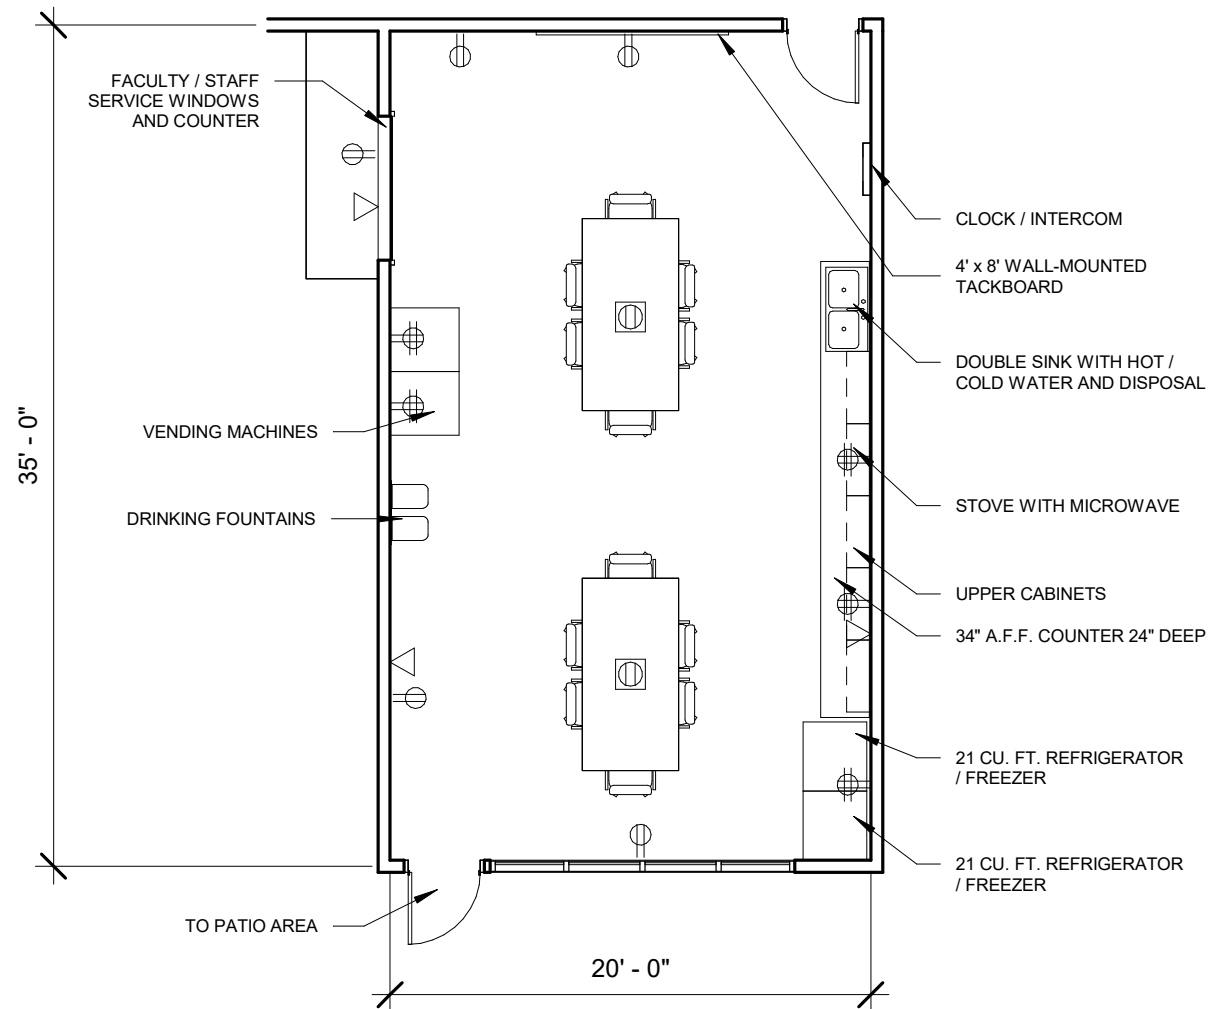 FACULTY / STAFF
SERVICE WINDOWS
AND COUNTER
CLOCK / INTERCOM
4' x 8' WALL-MOUNTED
TACKBOARD
DOUBLE SINK WITH HOT /
COLD WATER AND DISPOSAL
VENDING MACHINES
35' - 0"
STOVE WITH MICROWAVE
DRINKING FOUNTAINS
UPPER CABINETS
34" A.F.F. COUNTER 24" DEEP
21 CU. FT. REFRIGERATOR
/ FREEZER
21 CU. FT. REFRIGERATOR
/ FREEZER
TO PATIO AREA
20' - 0"